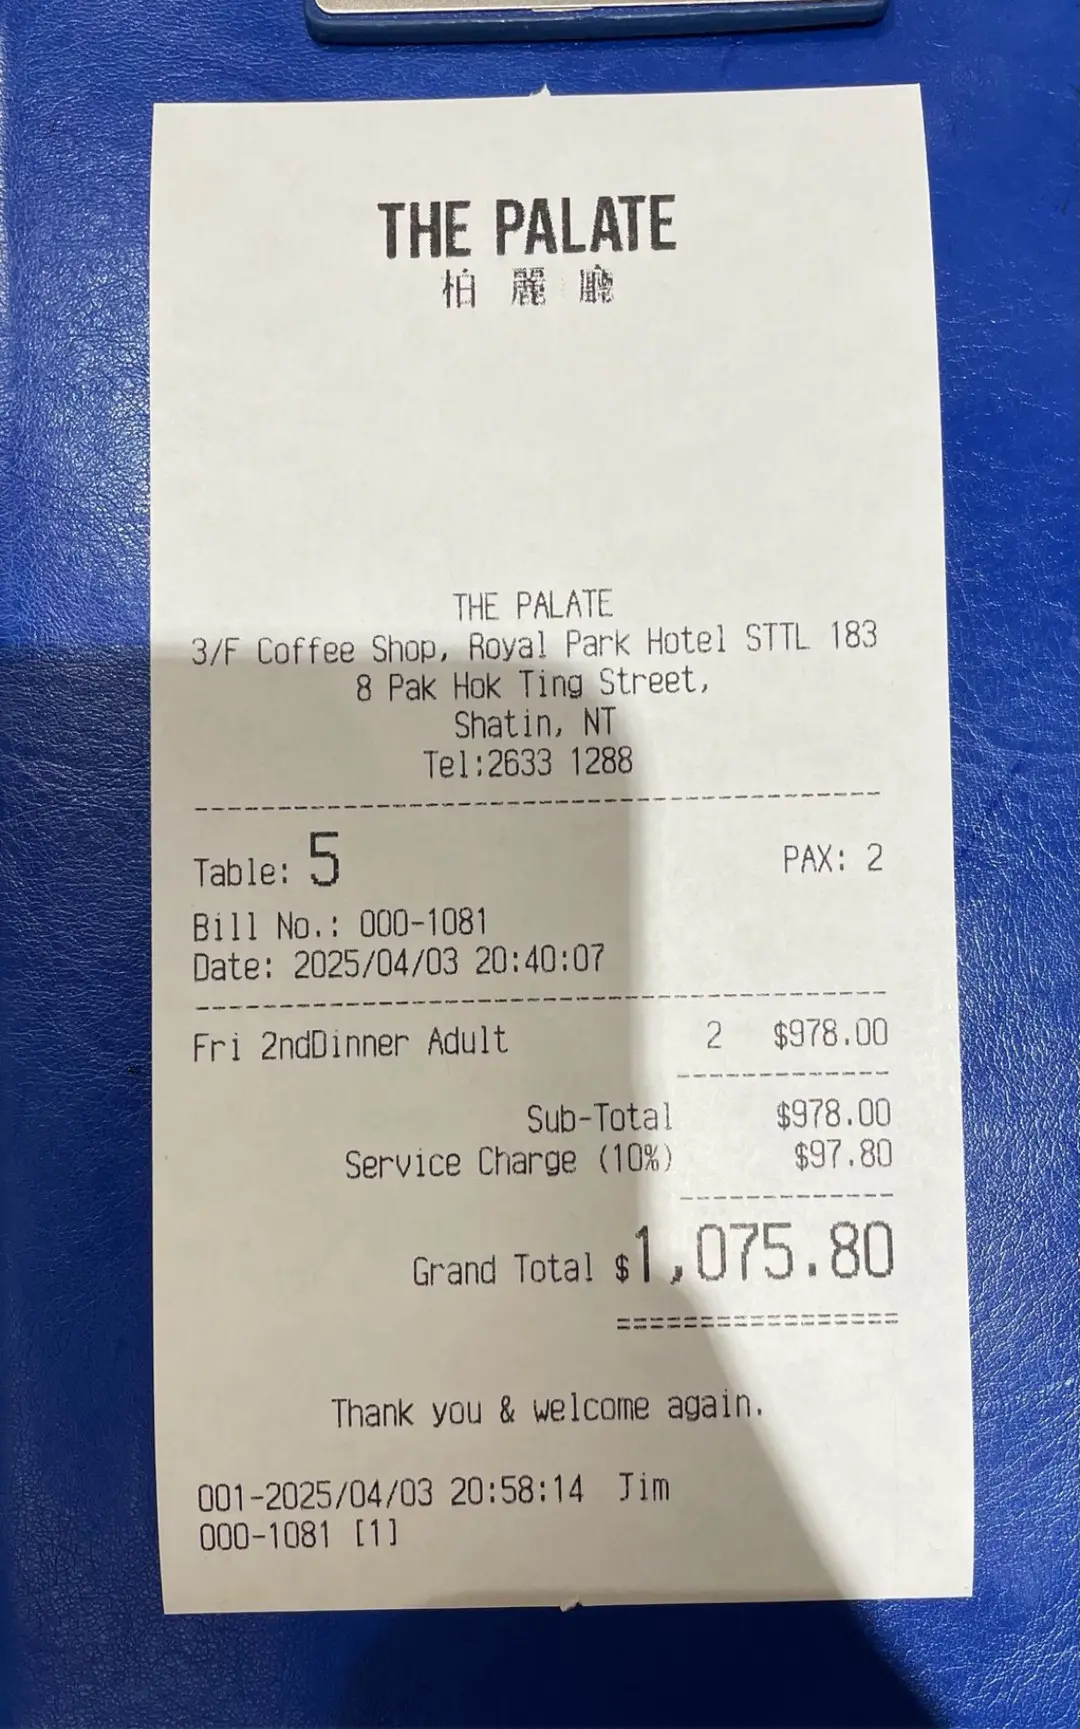 THE PALATE
柏麗廳
THE PALATE
3/F Coffee Shop, Royal Park Hotel STTL 183
8 Pak Hok Ting Street,
Shatin, NT
Tel:2633 1288
Table: 5 PAX: 2
Bill No.: 000-1081
Date: 2025/04/03 20:40:07
Fri 2ndDinner Adult 2 $978.00
Sub-Total $978.00
Service Charge (10%) $97.80
Grand Total $1,075.80
Thank you & welcome again.
001-2025/04/03 20:58:14 Jim
000-1081 [1]